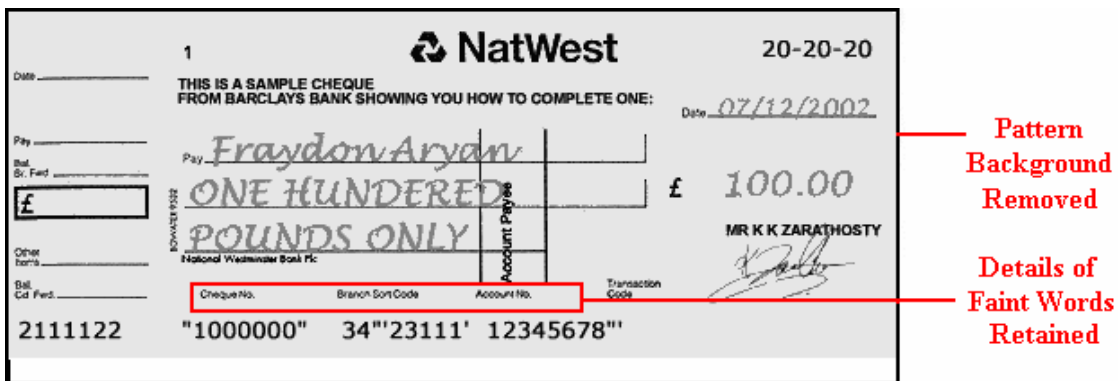 1
NatWest
20-20-20
THIS IS A SAMPLE CHEQUE
FROM BARCLAYS BANK SHOWING YOU HOW TO COMPLETE ONE:
Date
Date 07/12/2002
Pay
Bal.
Br. Fwd
£
Other
Items
Bal.
Cd Fwd.
Pay Fraydon Aryan
ONE HUNDERED
POUNDS ONLY
£ 100.00
Account Payee
MR K K ZARATHOSTY
National Westminster Bank Plc
Cheque No. Branch Sort Code Account No. Transaction
Code
2111122 "1000000" 34"'23111' 12345678"'
Pattern
Background
Removed
Details of
Faint Words
Retained